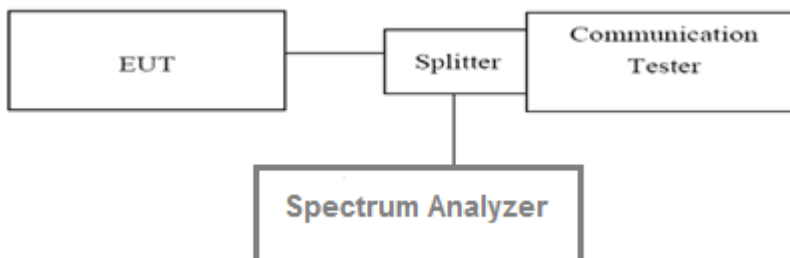 EUT
Splitter
Communication
Tester
Spectrum Analyzer